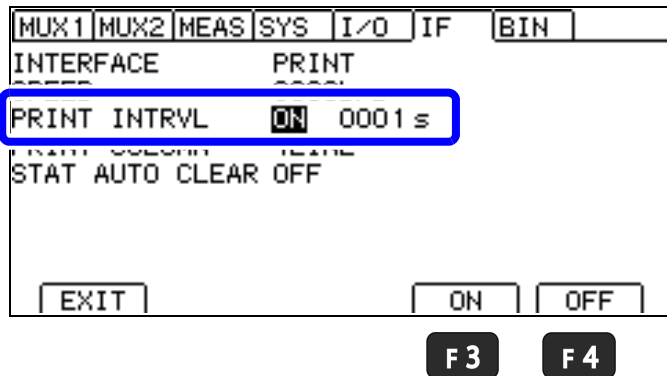 MUX1 MUX2 MEAS SYS I/O IF BIN
INTERFACE PRINT
PRINT INTRVL ON 0001 s
STAT AUTO CLEAR OFF
EXIT ON OFF
F3 F4